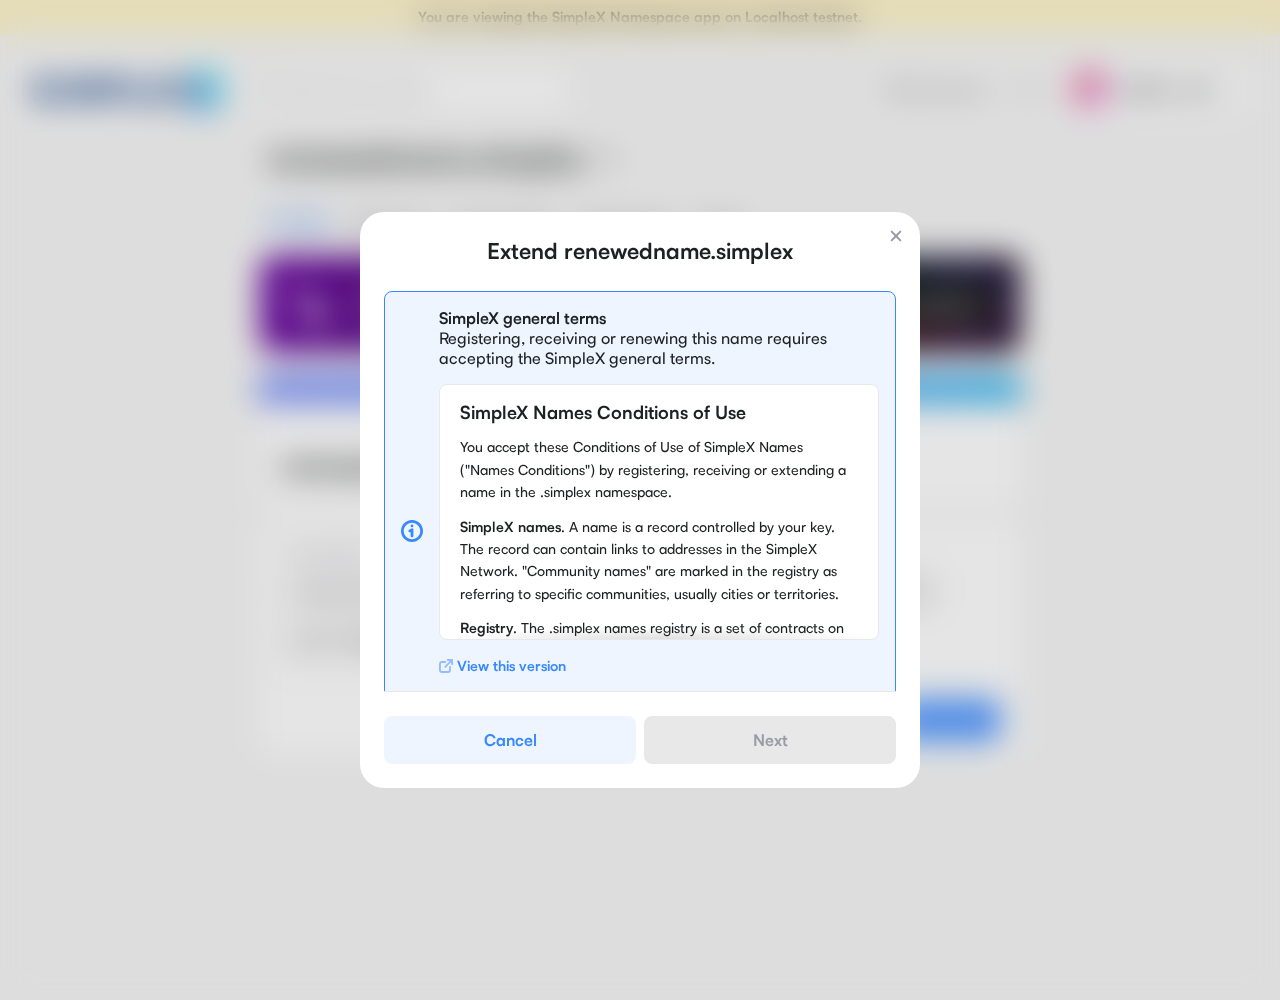 You are viewing the SimpleX Namespace app on Localhost testnet.
Extend renewedname.simplex
SimpleX general terms
Registering, receiving or renewing this name requires
accepting the SimpleX general terms.
SimpleX Names Conditions of Use
You accept these Conditions of Use of SimpleX Names
("Names Conditions") by registering, receiving or extending a
name in the .simplex namespace.
SimpleX names. A name is a record controlled by your key.
The record can contain links to addresses in the SimpleX
Network. "Community names" are marked in the registry as
referring to specific communities, usually cities or territories.
Registry. The .simplex names registry is a set of contracts on
View this version
Cancel
Next